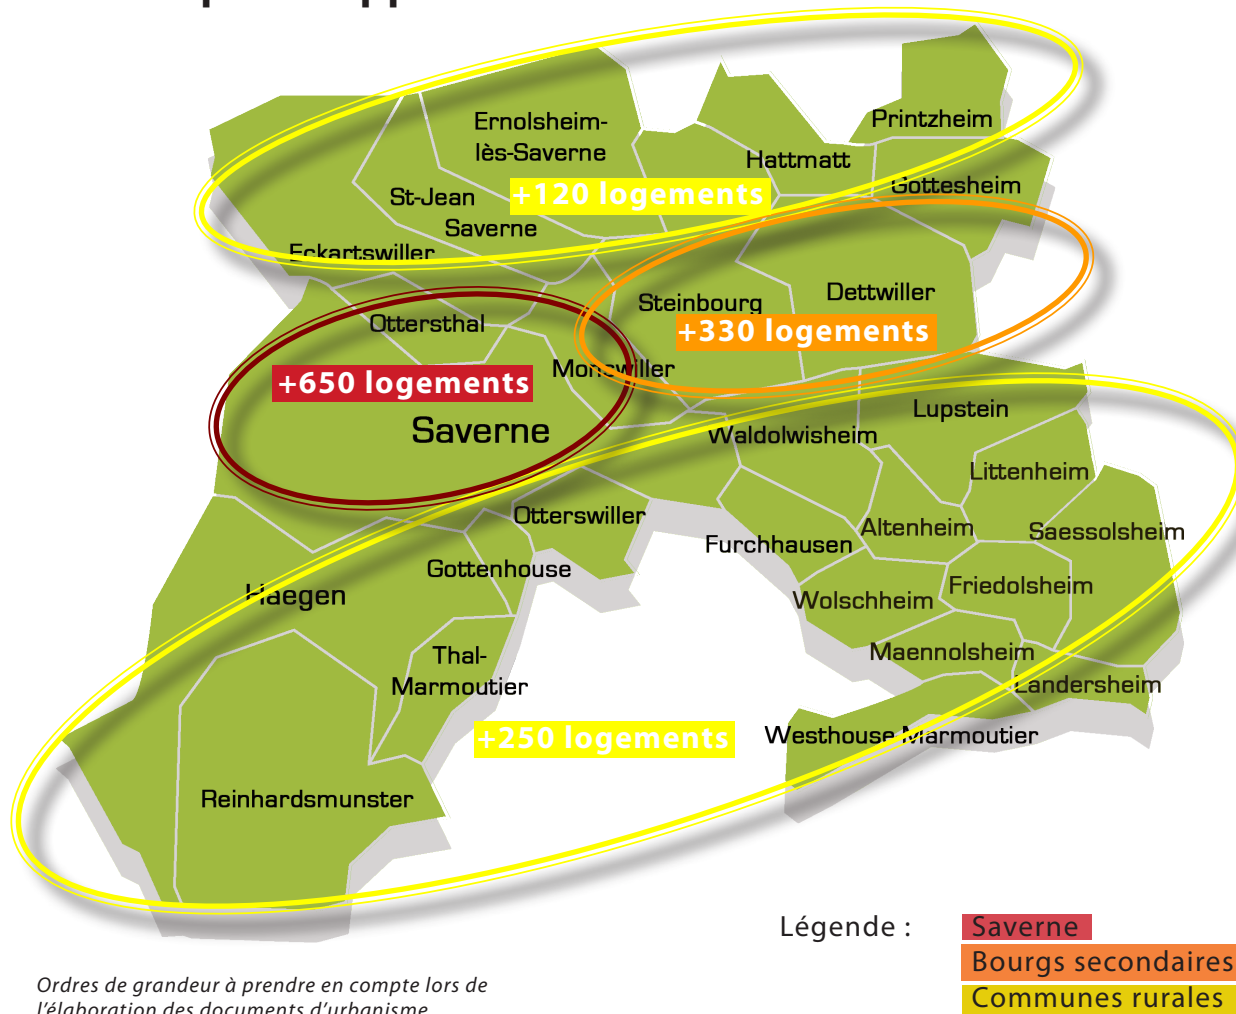 Ernolsheim-
lès-Saverne
Printzheim
Hattmatt
Gottesheim
+120 logements
St-Jean
Saverne
Eckartswiller
Steinbourg
Dettwiller
+330 logements
Ottersthal
Monswiller
+650 logements
Saverne
Lupstein
Waldolwisheim
Littenheim
Otterswiller
Altenheim
Saessolsheim
Furchhausen
Gottenhouse
Haegen
Friedolsheim
Wolschheim
Thal-
Marmoutier
Maennolsheim
Landersheim
+250 logements
Westhouse Marmoutier
Reinhardsmunster
Légende :
Saverne
Bourgs secondaires
Communes rurales
Ordres de grandeur à prendre en compte lors de
l'élaboration des documents d'urbanisme